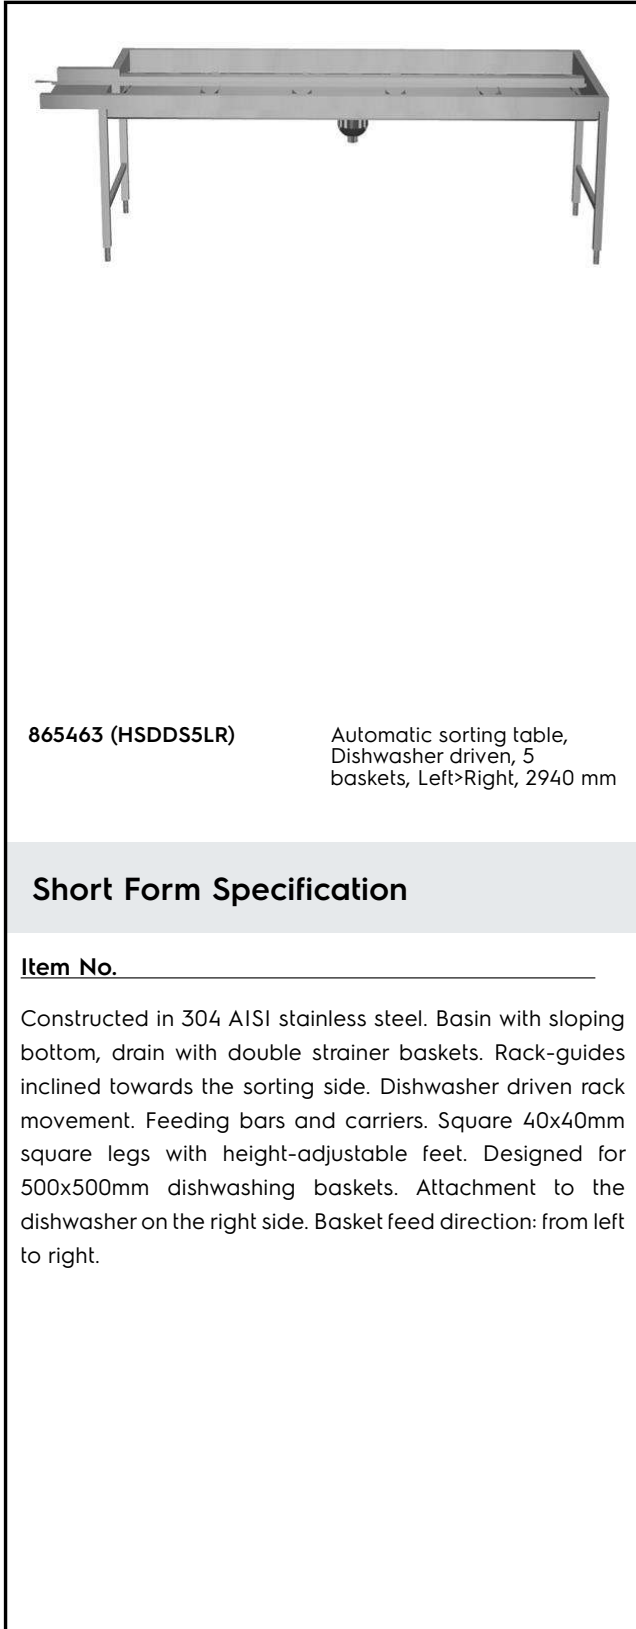 865463 (HSDDS5LR)
Automatic sorting table,
Dishwasher driven, 5
baskets, Left>Right, 2940 mm
Short Form Specification
Item No.
Constructed in 304 AISI stainless steel. Basin with sloping
bottom, drain with double strainer baskets. Rack-guides
inclined towards the sorting side. Dishwasher driven rack
movement. Feeding bars and carriers. Square 40x40mm
square legs with height-adjustable feet. Designed for
500x500mm dishwashing baskets. Attachment to the
dishwasher on the right side. Basket feed direction: from left
to right.